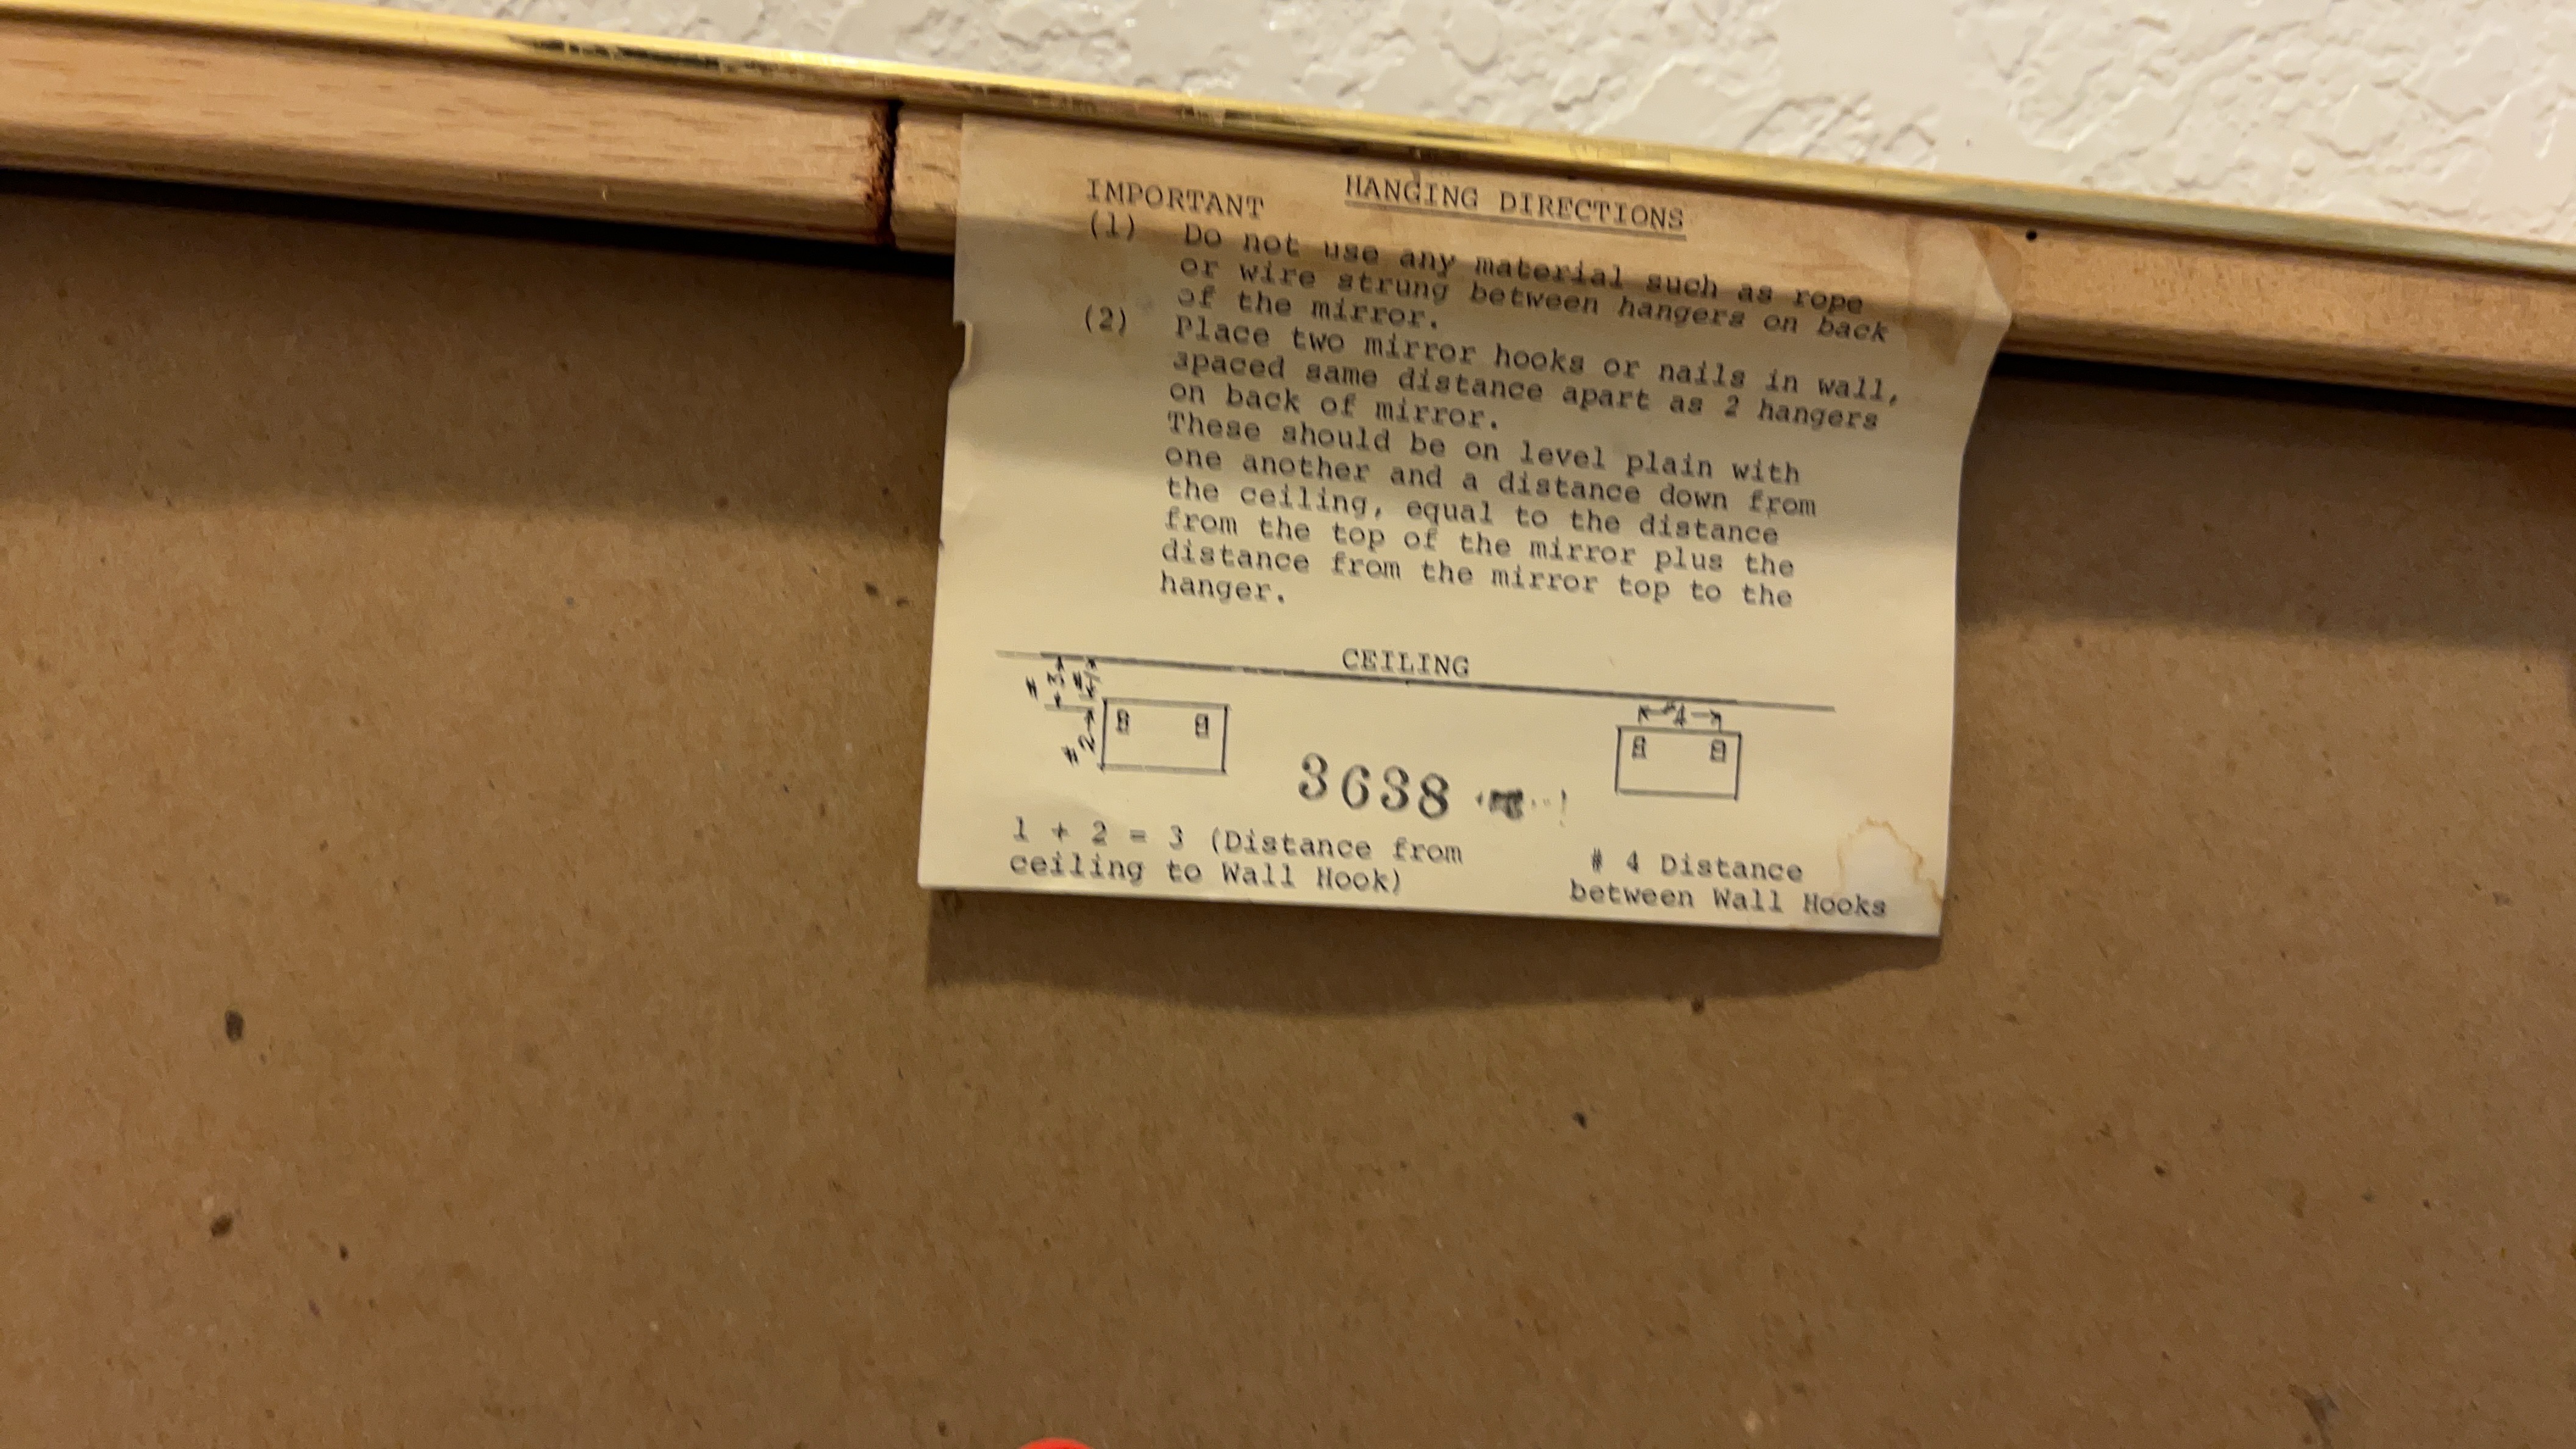 HANGING DIRECTIONS
IMPORTANT
(1) Do not use any material such as rope
or wire strung between hangers on back
of the mirror.
(2) Place two mirror hooks or nails in wall,
spaced same distance apart as 2 hangers
on back of mirror.
These should be on level plain with
one another and a distance down from
the ceiling, equal to the distance
from the top of the mirror plus the
distance from the mirror top to the
hanger.
CEILING
# 3
# 2
4
3638
1 + 2 = 3 (Distance from
ceiling to Wall Hook)
# 4 Distance
between Wall Hooks